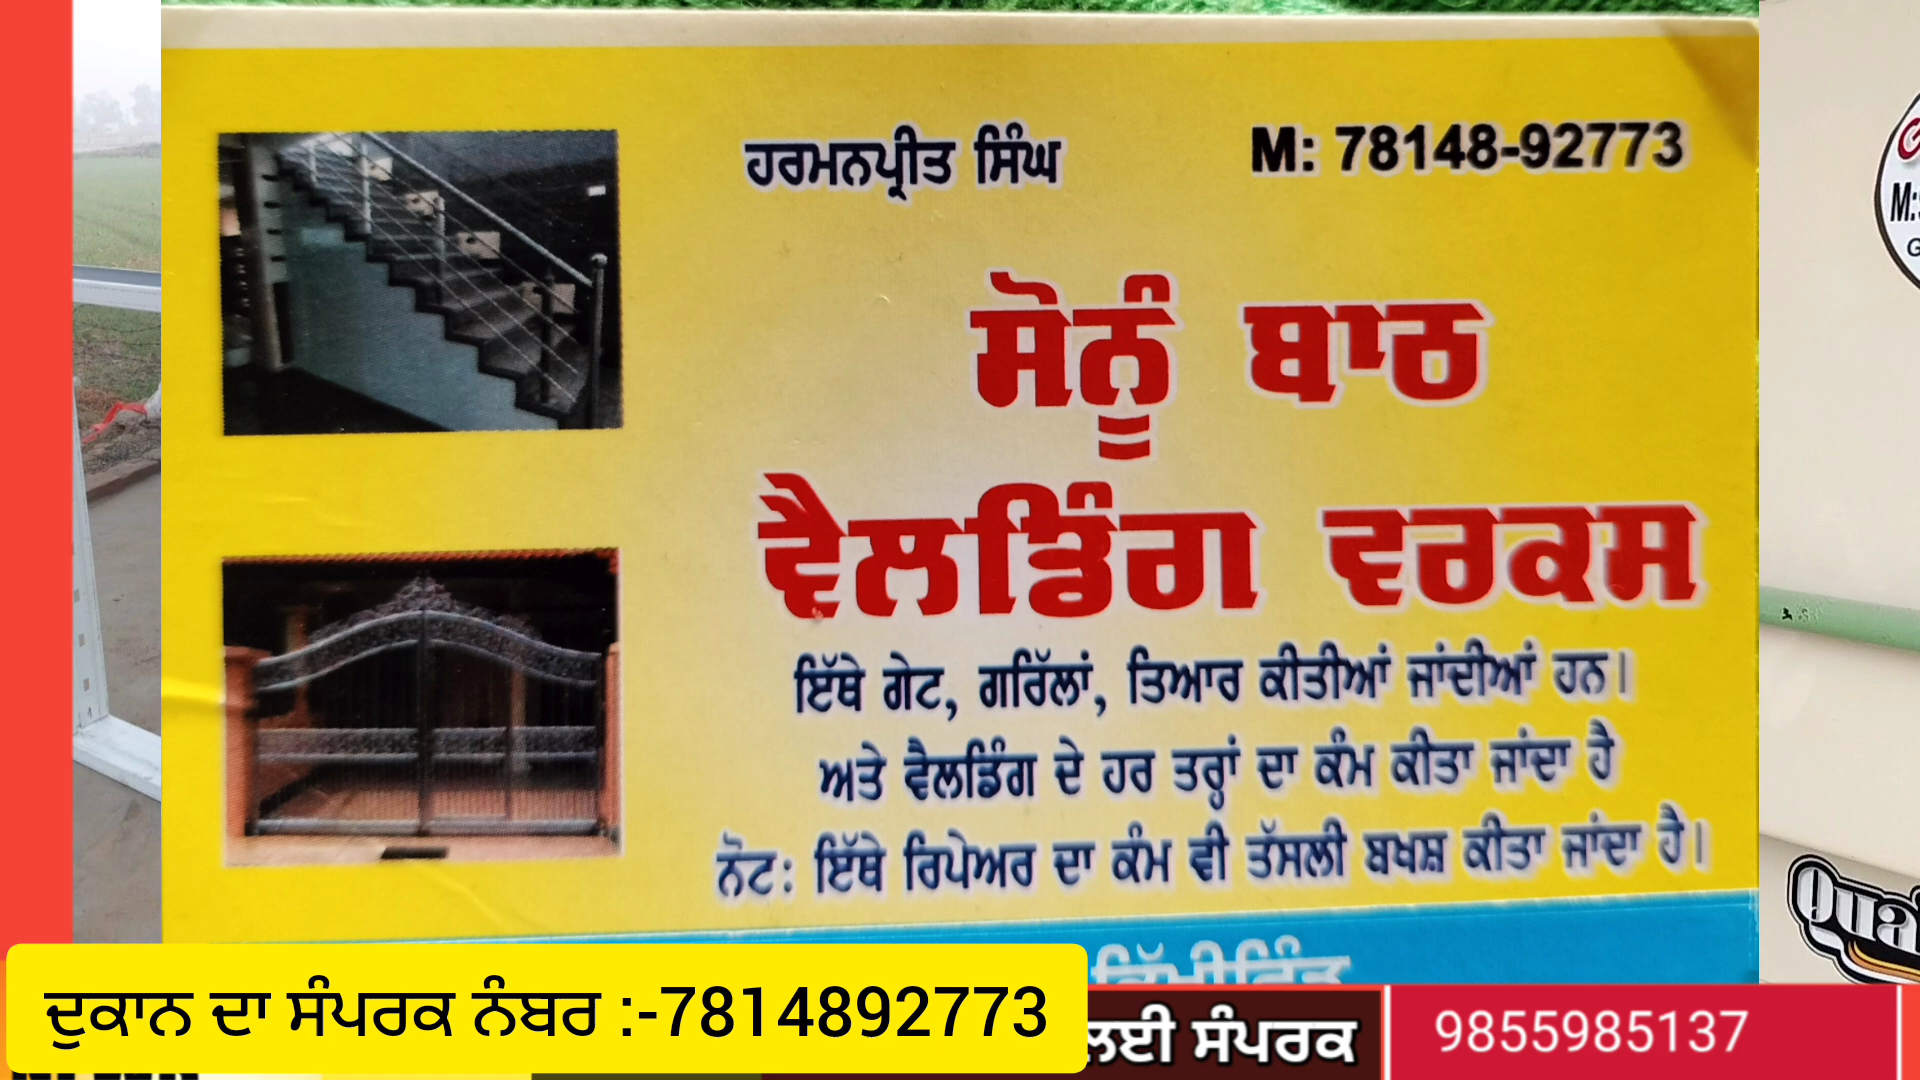 ਹਰਮਨਪ੍ਰੀਤ ਸਿੰਘ
M: 78148-92773
ਸੋਨੂੰ ਬਾਠ
ਵੈਲਡਿੰਗ ਵਰਕਸ
ਇੱਥੇ ਗੇਟ, ਗਰਿੱਲਾਂ, ਤਿਆਰ ਕੀਤੀਆਂ ਜਾਂਦੀਆਂ ਹਨ।
ਅਤੇ ਵੈਲਡਿੰਗ ਦੇ ਹਰ ਤਰ੍ਹਾਂ ਦਾ ਕੰਮ ਕੀਤਾ ਜਾਂਦਾ ਹੈ
ਨੋਟ: ਇੱਥੇ ਰਿਪੇਅਰ ਦਾ ਕੰਮ ਵੀ ਤੱਸਲੀ ਬਖਸ਼ ਕੀਤਾ ਜਾਂਦਾ ਹੈ।
ਦੁਕਾਨ ਦਾ ਸੰਪਰਕ ਨੰਬਰ :-7814892773
ਲਈ ਸੰਪਰਕ
9855985137
M: